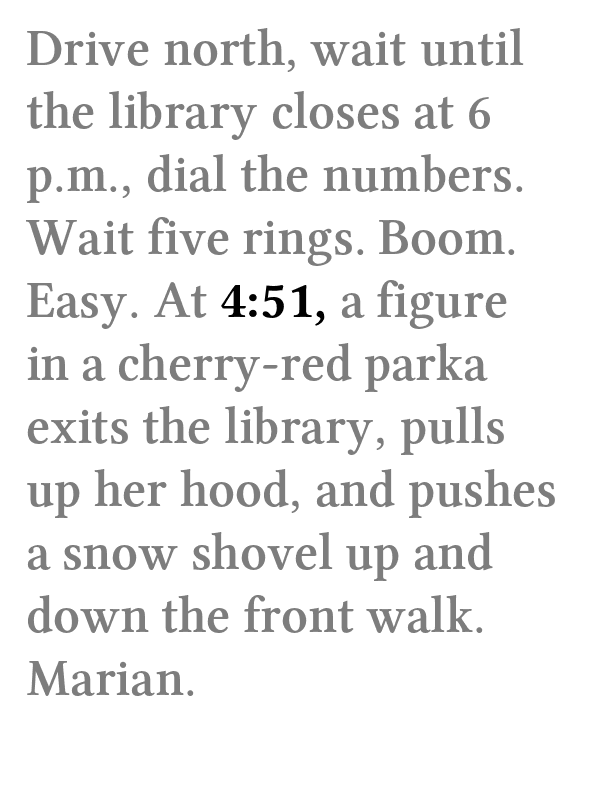 Drive north, wait until
the library closes at 6
p.m., dial the numbers.
Wait five rings. Boom.
Easy. At 4:51, a figure
in a cherry-red parka
exits the library, pulls
up her hood, and pushes
a snow shovel up and
down the front walk.
Marian.